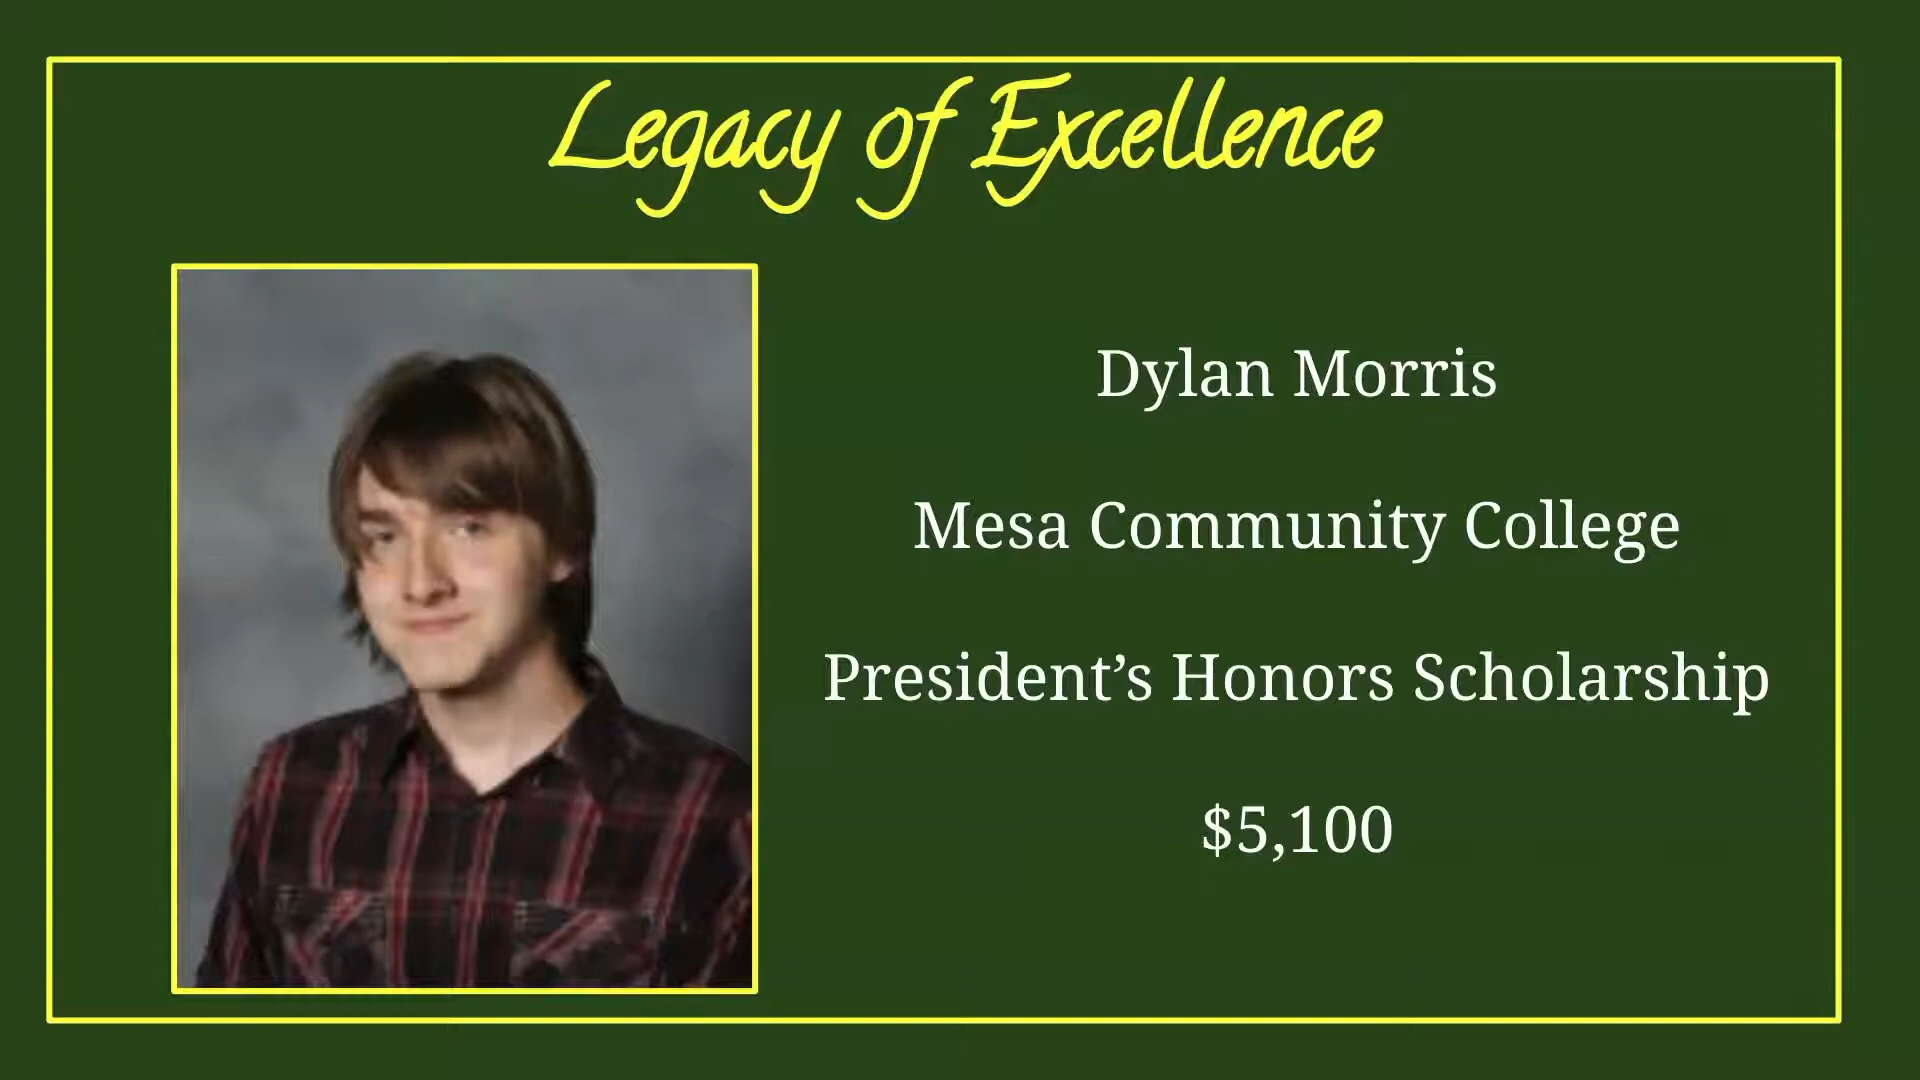 Legacy of Excellence
Dylan Morris
Mesa Community College
President’s Honors Scholarship
$5,100